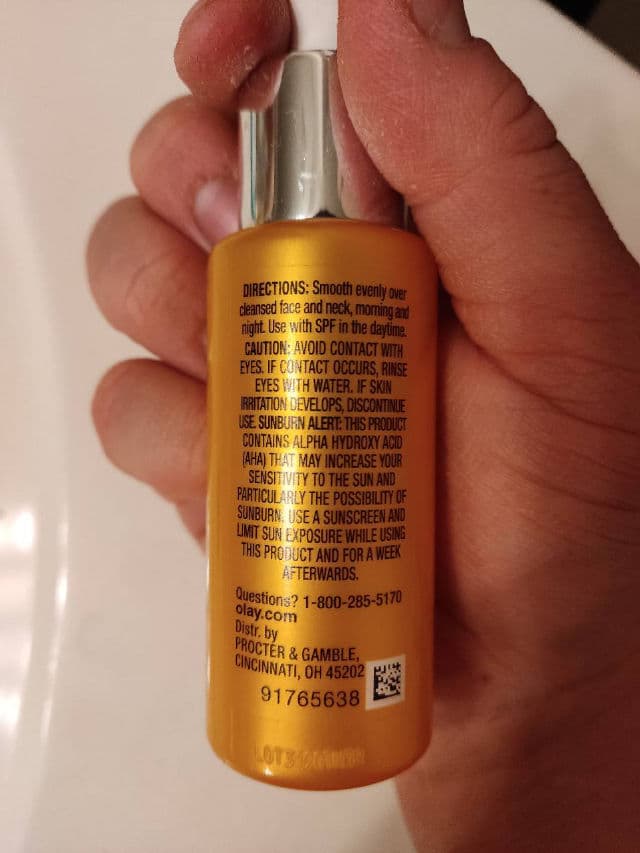 DIRECTIONS: Smooth evenly over
cleansed face and neck, morning and
night. Use with SPF in the daytime.
CAUTION: AVOID CONTACT WITH
EYES. IF CONTACT OCCURS, RINSE
EYES WITH WATER. IF SKIN
IRRITATION DEVELOPS, DISCONTINUE
USE. SUNBURN ALERT: THIS PRODUCT
CONTAINS ALPHA HYDROXY ACID
(AHA) THAT MAY INCREASE YOUR
SENSITIVITY TO THE SUN AND
PARTICULARLY THE POSSIBILITY OF
SUNBURN. USE A SUNSCREEN AND
LIMIT SUN EXPOSURE WHILE USING
THIS PRODUCT AND FOR A WEEK
AFTERWARDS.
Questions? 1-800-285-5170
olay.com
Distr. by
PROCTER & GAMBLE,
CINCINNATI, OH 45202
91765638